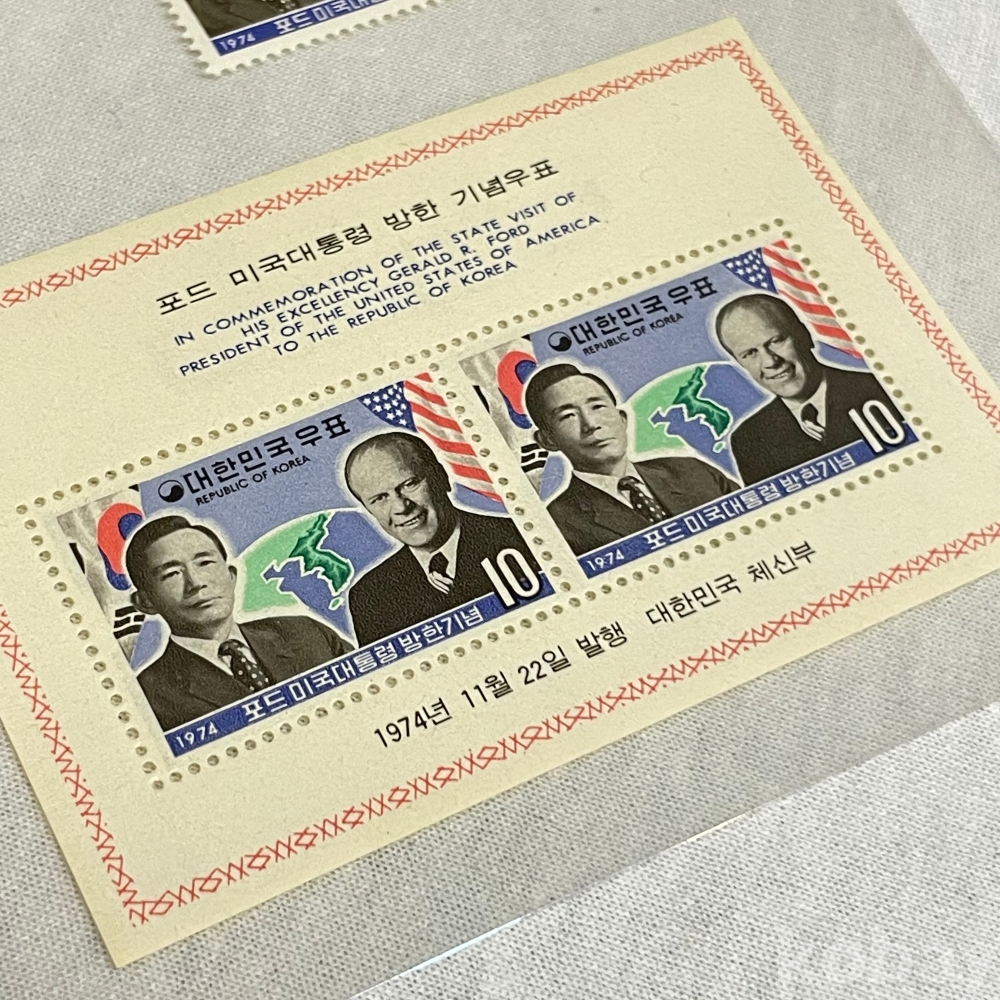 1974 포드 미국대
포드 미국대통령 방한 기념우표
IN COMMEMORATION OF THE STATE VISIT OF
HIS EXCELLENCY GERALD R. FORD
PRESIDENT OF THE UNITED STATES OF AMERICA
TO THE REPUBLIC OF KOREA
대한민국우표
REPUBLIC OF KOREA
10
1974 포드 미국대통령 방한기념
대한민국우표
REPUBLIC OF KOREA
10
1974 포드 미국대통령 방한기념
1974년 11월 22일 발행 대한민국 체신부